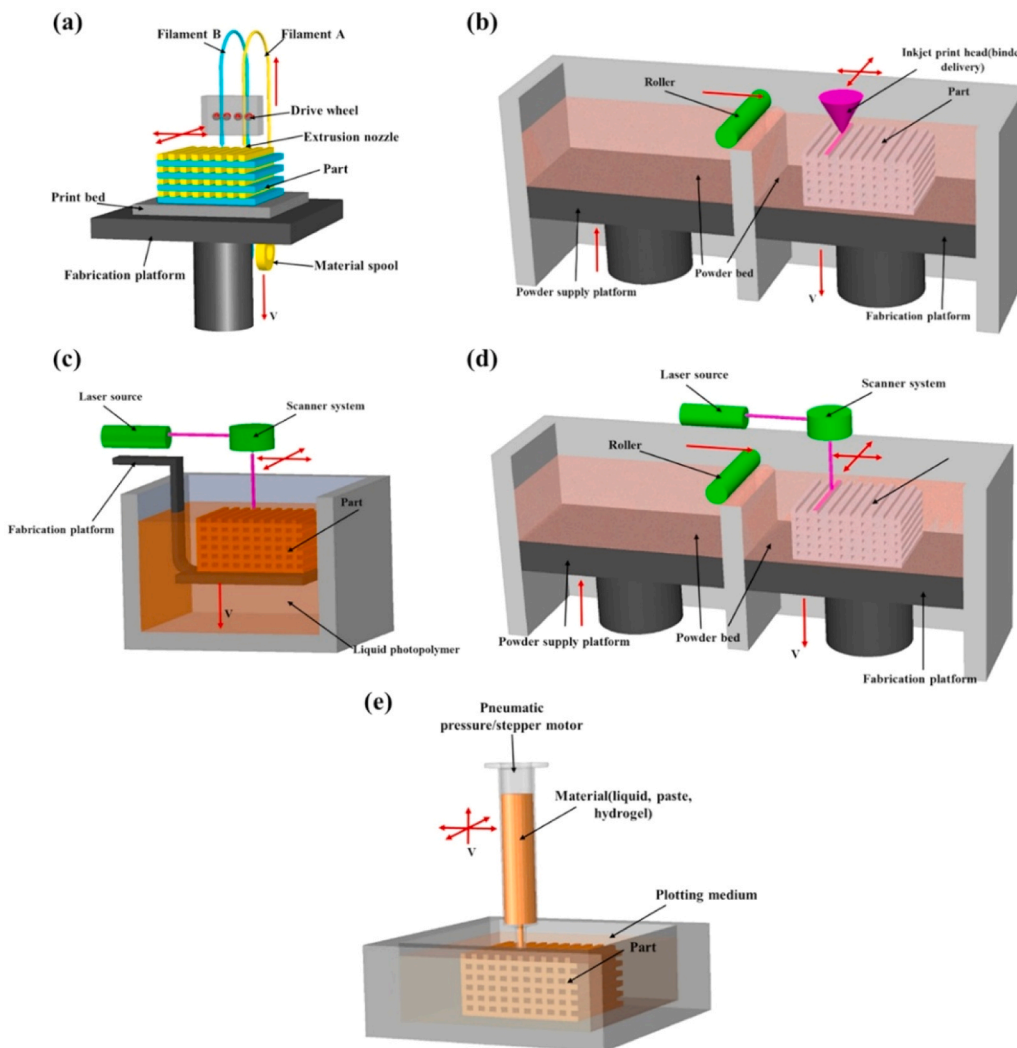 (a)
Filament B
Filament A
Drive wheel
Extrusion nozzle
Part
Print bed
Fabrication platform
Material spool
V
(b)
Inkjet print head(binde
delivery)
Roller
Part
Powder bed
Powder supply platform
V
Fabrication platform
(c)
Laser source
Scanner system
Part
Fabrication platform
V
Liquid photopolymer
(d)
Laser source
Scanner system
Roller
Powder bed
Powder supply platform
V
Fabrication platform
(e)
Pneumatic
pressure/stepper motor
Material(liquid, paste,
hydrogel)
V
Plotting medium
Part